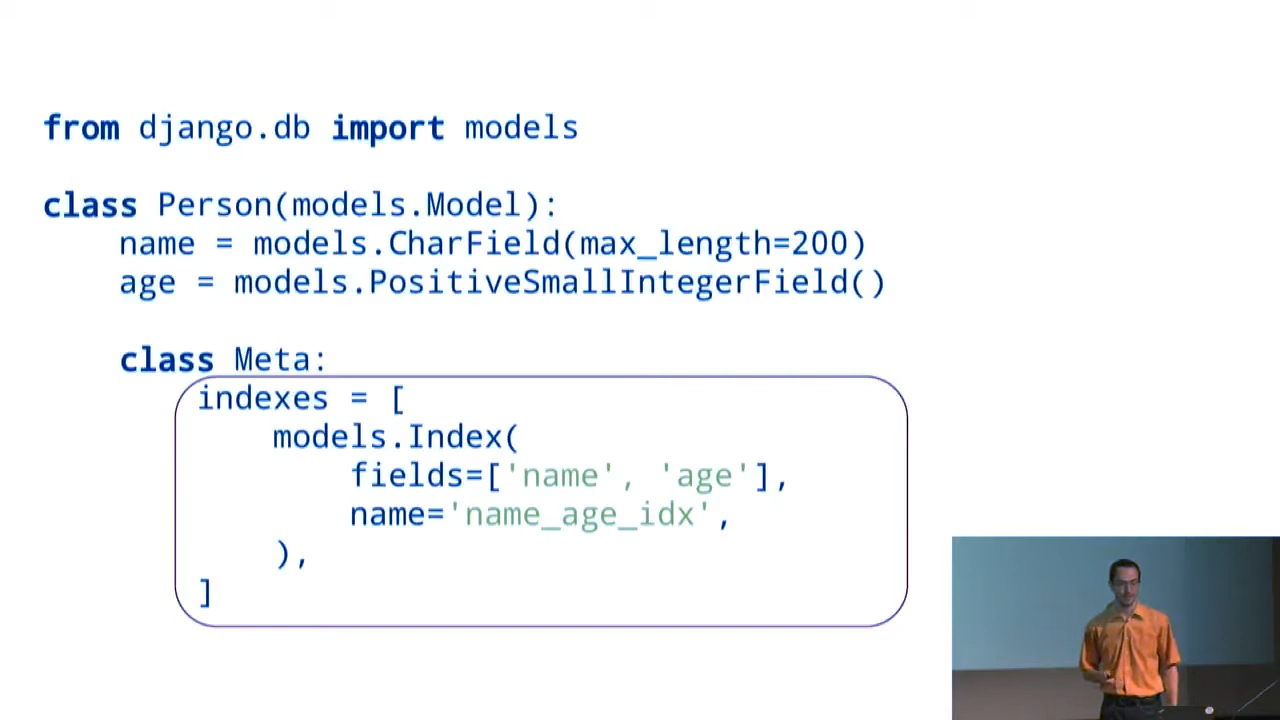 from django.db import models
class Person(models.Model):
name = models.CharField(max_length=200)
age = models.PositiveSmallIntegerField()
class Meta:
indexes = [
models.Index(
fields=['name', 'age'],
name='name_age_idx',
),
]